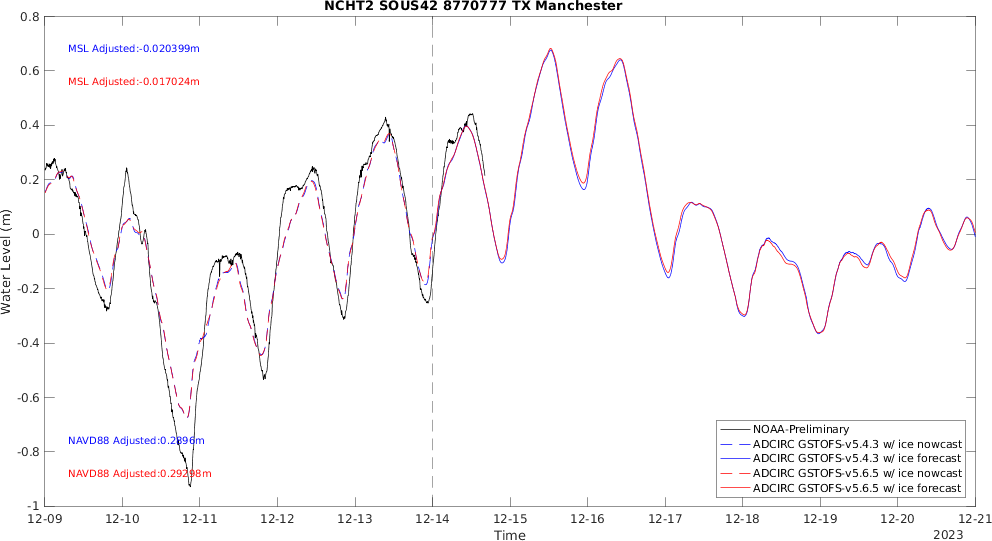 NCHT2 SOUS42 8770777 TX Manchester
0.8
0.6
0.4
0.2
0
-0.2
-0.4
-0.6
-0.8
-1
Water Level (m)
MSL Adjusted:-0.020399m
MSL Adjusted:-0.017024m
NAVD88 Adjusted:0.2896m
NAVD88 Adjusted:0.29298m
NOAA-Preliminary
ADCIRC GSTOFS-v5.4.3 w/ ice nowcast
ADCIRC GSTOFS-v5.4.3 w/ ice forecast
ADCIRC GSTOFS-v5.6.5 w/ ice nowcast
ADCIRC GSTOFS-v5.6.5 w/ ice forecast
12-09 12-10 12-11 12-12 12-13 12-14 12-15 12-16 12-17 12-18 12-19 12-20 12-21
Time
2023